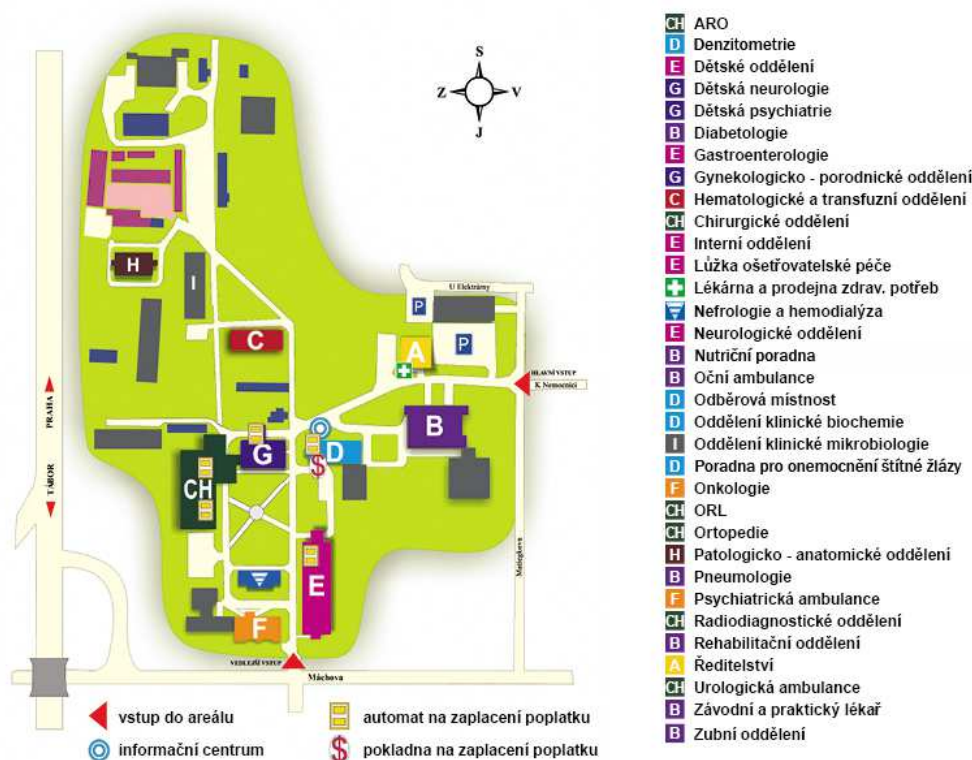 S
Z V
J
H
I
U Elektrárny
P
C
A
P
HLAVNÍ VSTUP
K Nemocnici
PRAHA
TÁBOR
B
G
D
$
CH
E
F
Matiegkova
VEDLEJŠÍ VSTUP
Máchova
vstup do areálu
informační centrum
automat na zaplacení poplatku
$ pokladna na zaplacení poplatku
CH ARO
D Denzitometrie
E Dětské oddělení
G Dětská neurologie
G Dětská psychiatrie
B Diabetologie
E Gastroenterologie
G Gynekologicko - porodnické oddělení
C Hematologické a transfuzní oddělení
CH Chirurgické oddělení
E Interní oddělení
E Lůžka ošetřovatelské péče
Lékárna a prodejna zdrav. potřeb
Nefrologie a hemodialýza
E Neurologické oddělení
B Nutriční poradna
B Oční ambulance
D Odběrová místnost
D Oddělení klinické biochemie
I Oddělení klinické mikrobiologie
D Poradna pro onemocnění štítné žlázy
F Onkologie
CH ORL
CH Ortopedie
H Patologicko - anatomické oddělení
B Pneumologie
F Psychiatrická ambulance
CH Radiodiagnostické oddělení
B Rehabilitační oddělení
A Ředitelství
CH Urologická ambulance
B Závodní a praktický lékař
B Zubní oddělení